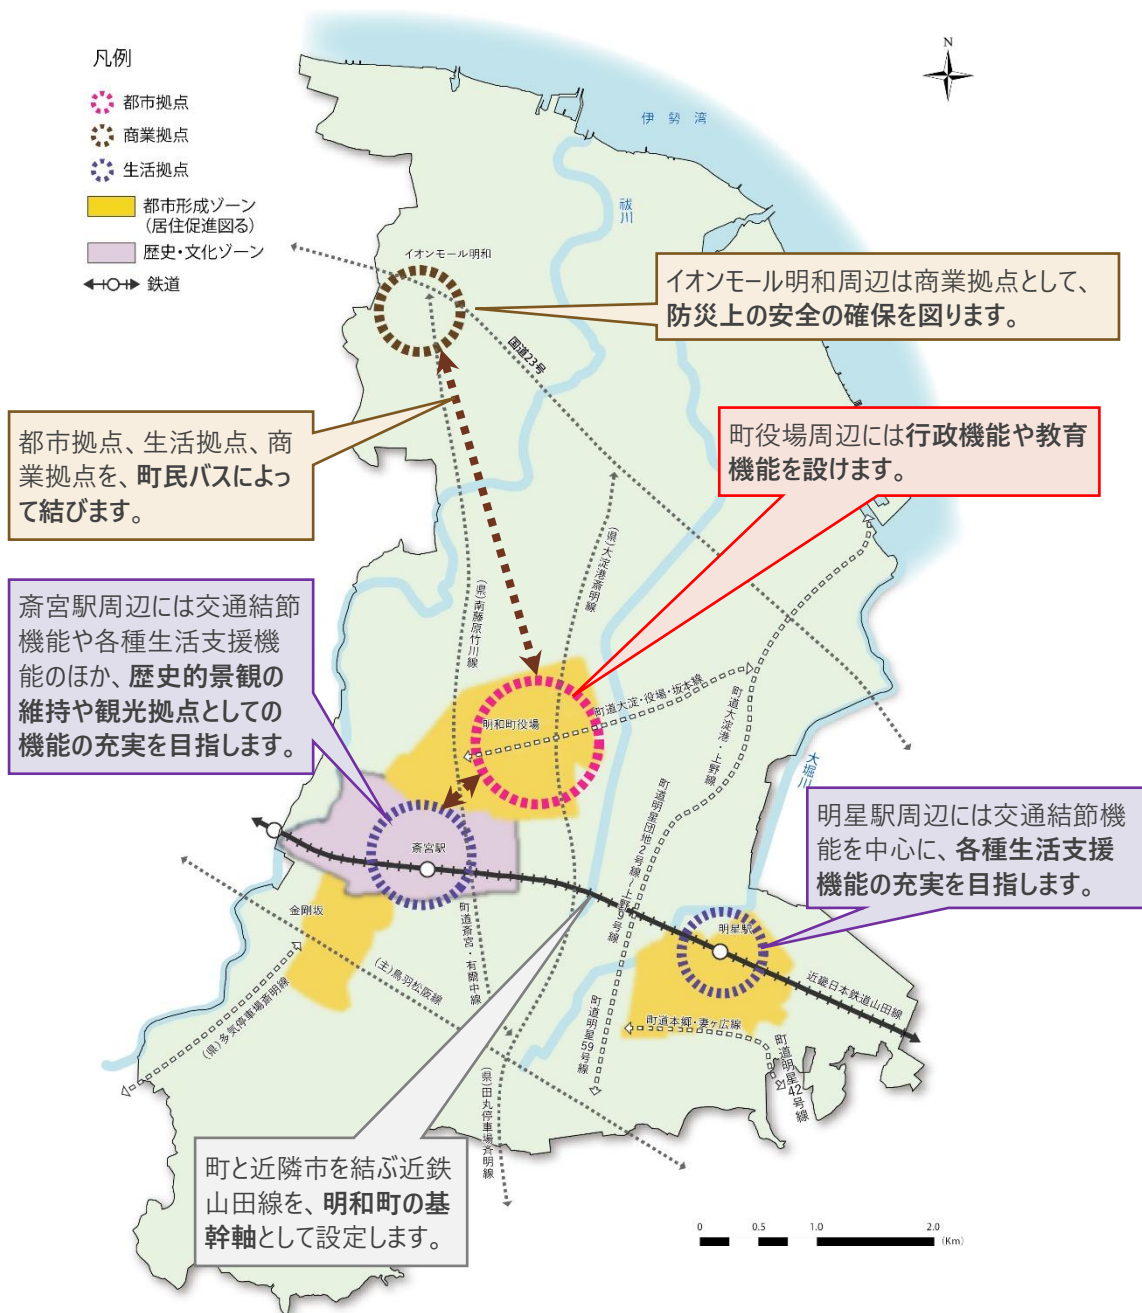 凡例
都市拠点
商業拠点
生活拠点
都市形成ゾーン
(居住促進図る)
歴史・文化ゾーン
鉄道
N
伊勢湾
祓川
イオンモール明和
イオンモール明和周辺は商業拠点として、
防災上の安全の確保を図ります。
国道23号
都市拠点、生活拠点、商
業拠点を、町民バスによっ
て結びます。
町役場周辺には行政機能や教育
機能を設けます。
(県)大淀港斎明線
(県)南藤原竹川線
斎宮駅周辺には交通結節
機能や各種生活支援機
能のほか、歴史的景観の
維持や観光拠点としての
機能の充実を目指します。
明和町役場
町道大淀・役場・坂本線
町道大淀港・上野線
大堀川
町道明星団地2号線~上野9号線
明星駅周辺には交通結節機
能を中心に、各種生活支援
機能の充実を目指します。
斎宮駅
金剛坂
町道斎宮・有爾中線
明星駅
近畿日本鉄道山田線
(主)鳥羽松阪線
(県)多気停車場斎明線
町道明星59号線
町道本郷・妻ヶ広線
町道明星42号線
(県)田丸停車場斎明線
町と近隣市を結ぶ近鉄
山田線を、明和町の基
幹軸として設定します。
0 0.5 1.0 2.0
(Km)